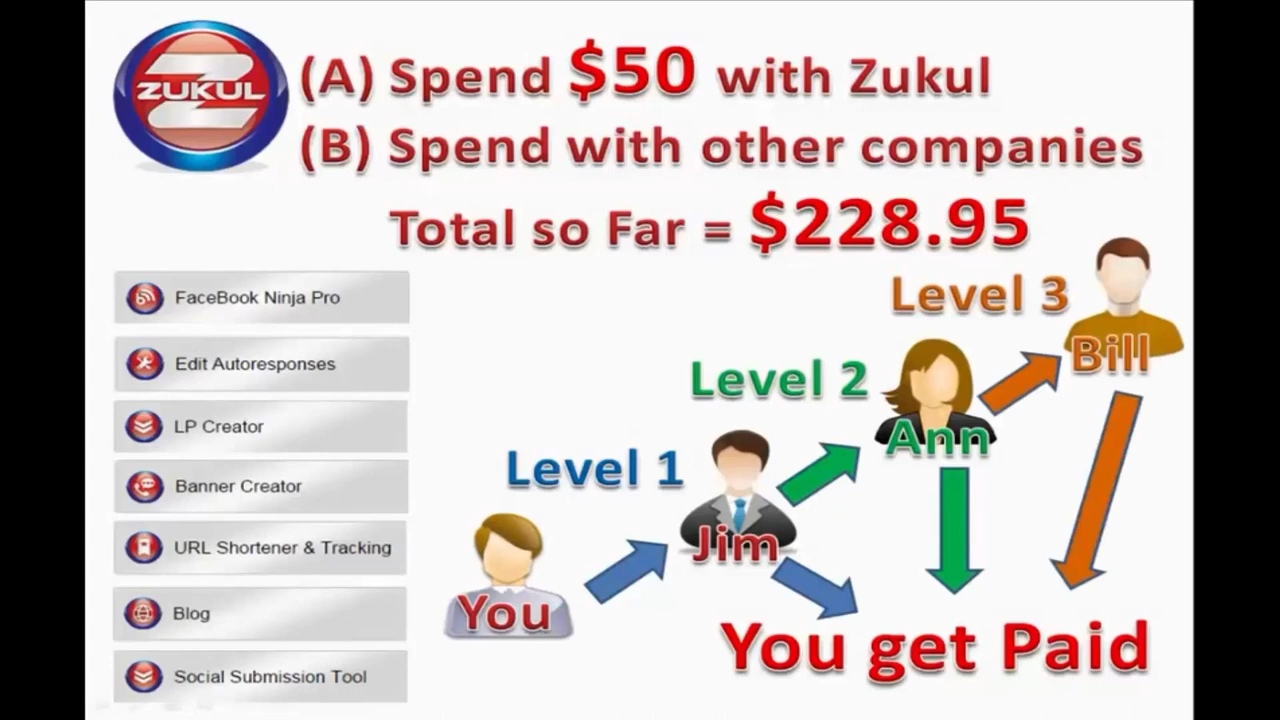 ZUKUL
(A) Spend $50 with Zukul
(B) Spend with other companies
Total so Far = $228.95
FaceBook Ninja Pro
Edit Autoresponses
LP Creator
Banner Creator
URL Shortener & Tracking
Blog
Social Submission Tool
Level 3
Bill
Level 2
Ann
Level 1
Jim
You
You get Paid